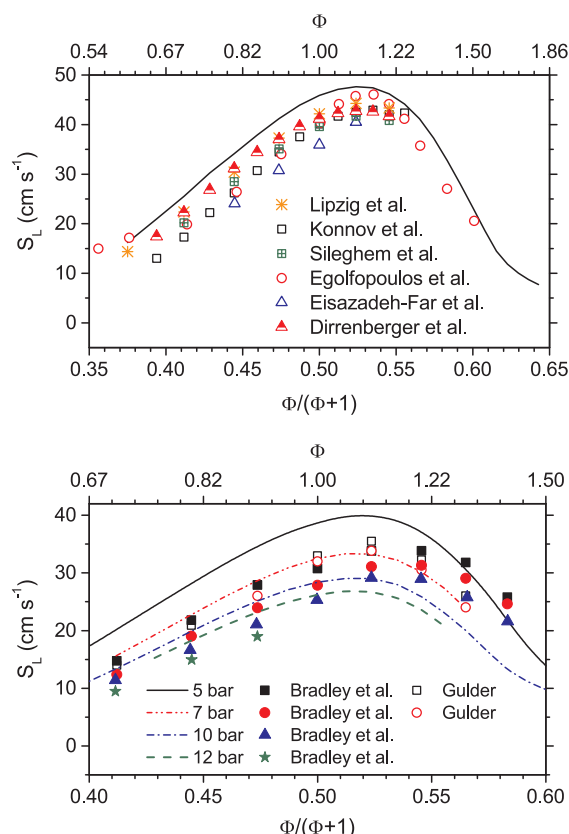 Φ
0.54 0.67 0.82 1.00 1.22 1.50 1.86
50
40
30
20
10
0
S_L (cm s⁻¹)
Lipzig et al.
Konnov et al.
Sileghem et al.
Egolfopoulos et al.
Eisazadeh-Far et al.
Dirrenberger et al.
0.35 0.40 0.45 0.50 0.55 0.60 0.65
Φ/(Φ+1)
Φ
0.67 0.82 1.00 1.22 1.50
40
30
20
10
0
S_L (cm s⁻¹)
5 bar Bradley et al. Gulder
7 bar Bradley et al. Gulder
10 bar Bradley et al.
12 bar Bradley et al.
0.40 0.45 0.50 0.55 0.60
Φ/(Φ+1)